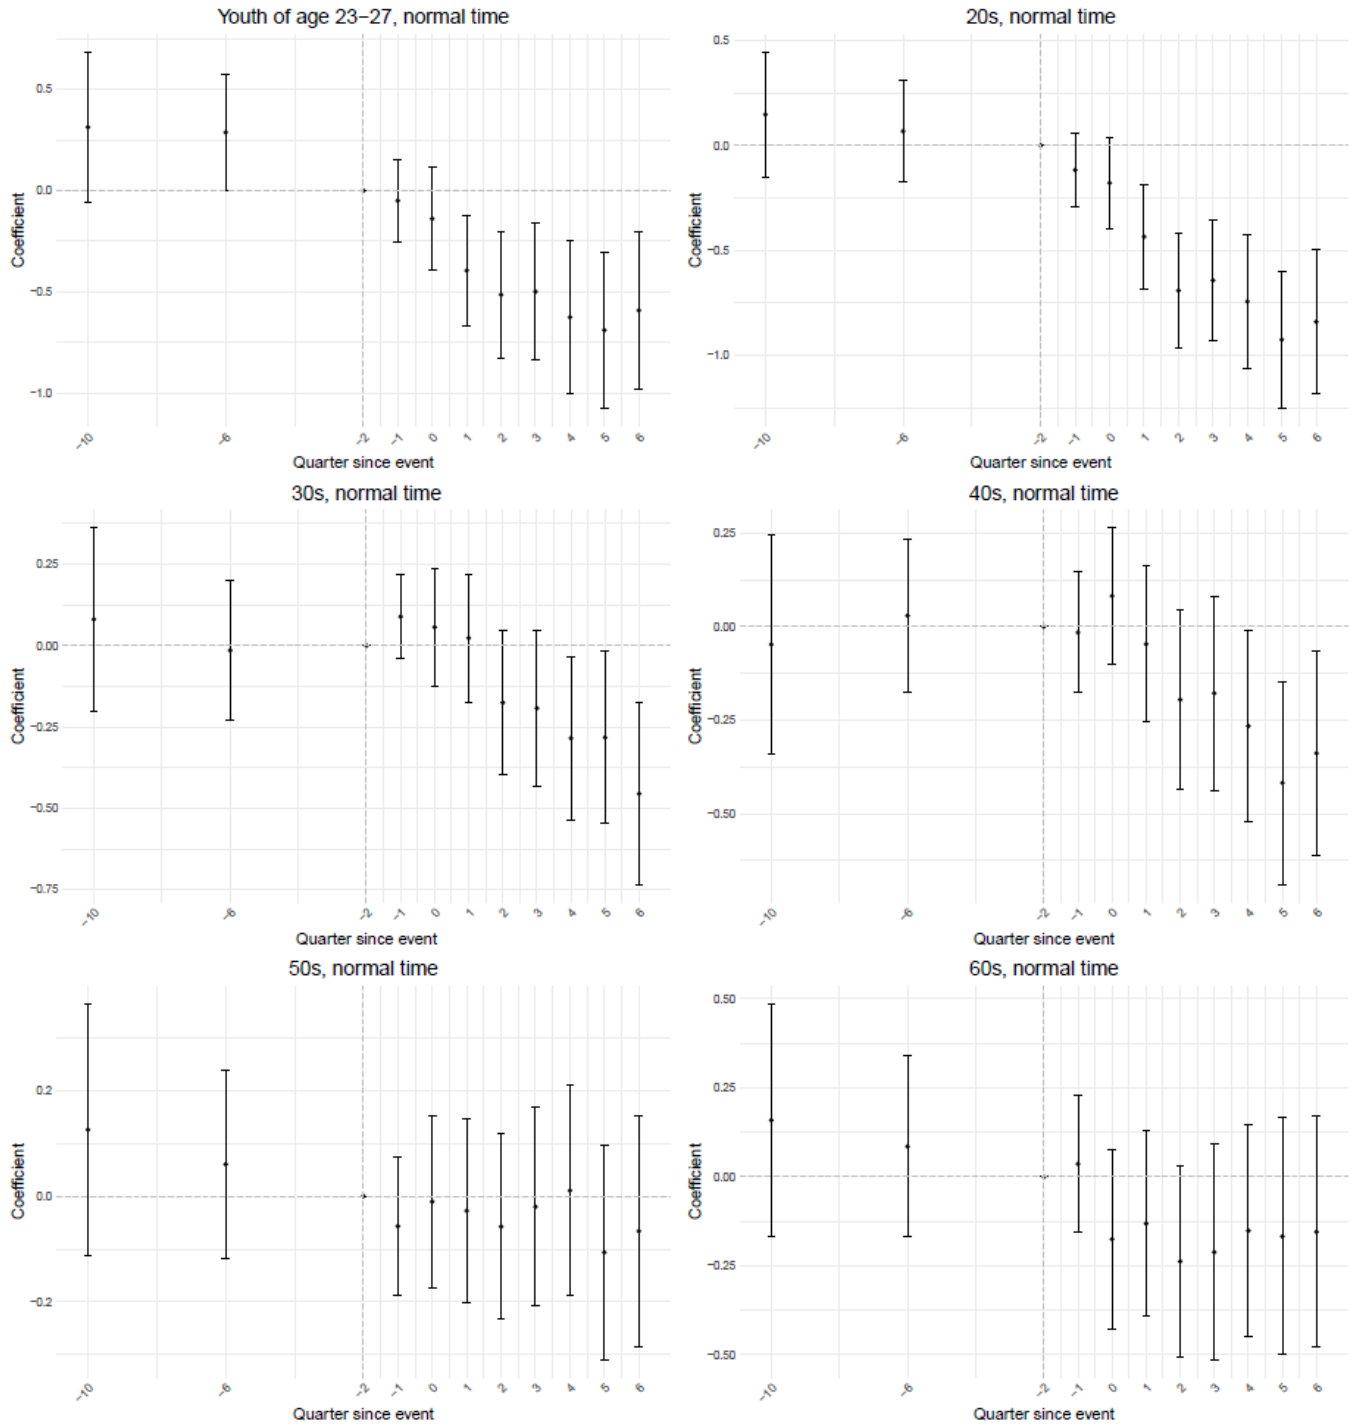 Youth of age 23−27, normal time
Coefficient
0.5
0.0
−0.5
−1.0
−10 −6 −2 −1 0 1 2 3 4 5 6
Quarter since event
20s, normal time
Coefficient
0.5
0.0
−0.5
−1.0
−10 −6 −2 −1 0 1 2 3 4 5 6
Quarter since event
30s, normal time
Coefficient
0.25
0.00
−0.25
−0.50
−0.75
−10 −6 −2 −1 0 1 2 3 4 5 6
Quarter since event
40s, normal time
Coefficient
0.25
0.00
−0.25
−0.50
−10 −6 −2 −1 0 1 2 3 4 5 6
Quarter since event
50s, normal time
Coefficient
0.2
0.0
−0.2
−10 −6 −2 −1 0 1 2 3 4 5 6
Quarter since event
60s, normal time
Coefficient
0.50
0.25
0.00
−0.25
−0.50
−10 −6 −2 −1 0 1 2 3 4 5 6
Quarter since event